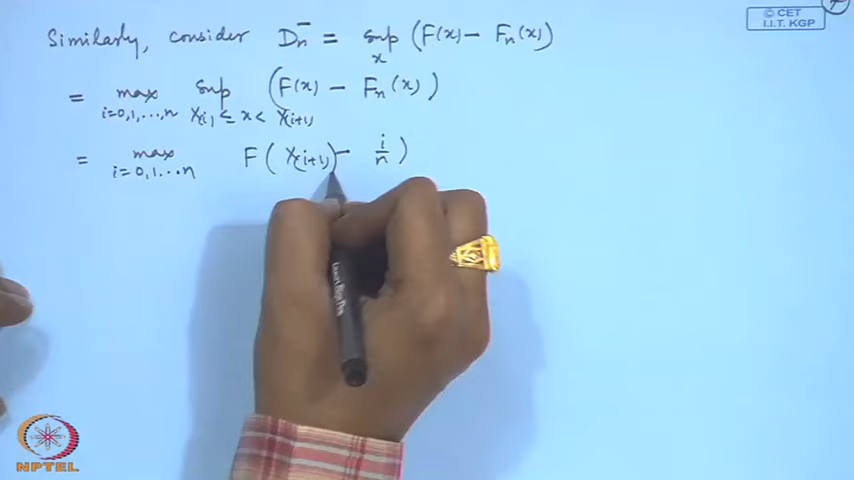 © CET
I.I.T. KGP
Similarly, consider Dₙ⁻ = sup (F(x) − Fₙ(x))
x
= max sup (F(x) − Fₙ(x))
i=0,1,...,n X₍ᵢ₎ ≤ x < X₍ᵢ₊₁₎
= max F(X₍ᵢ₊₁₎) − i/n)
i=0,1...n
NPTEL